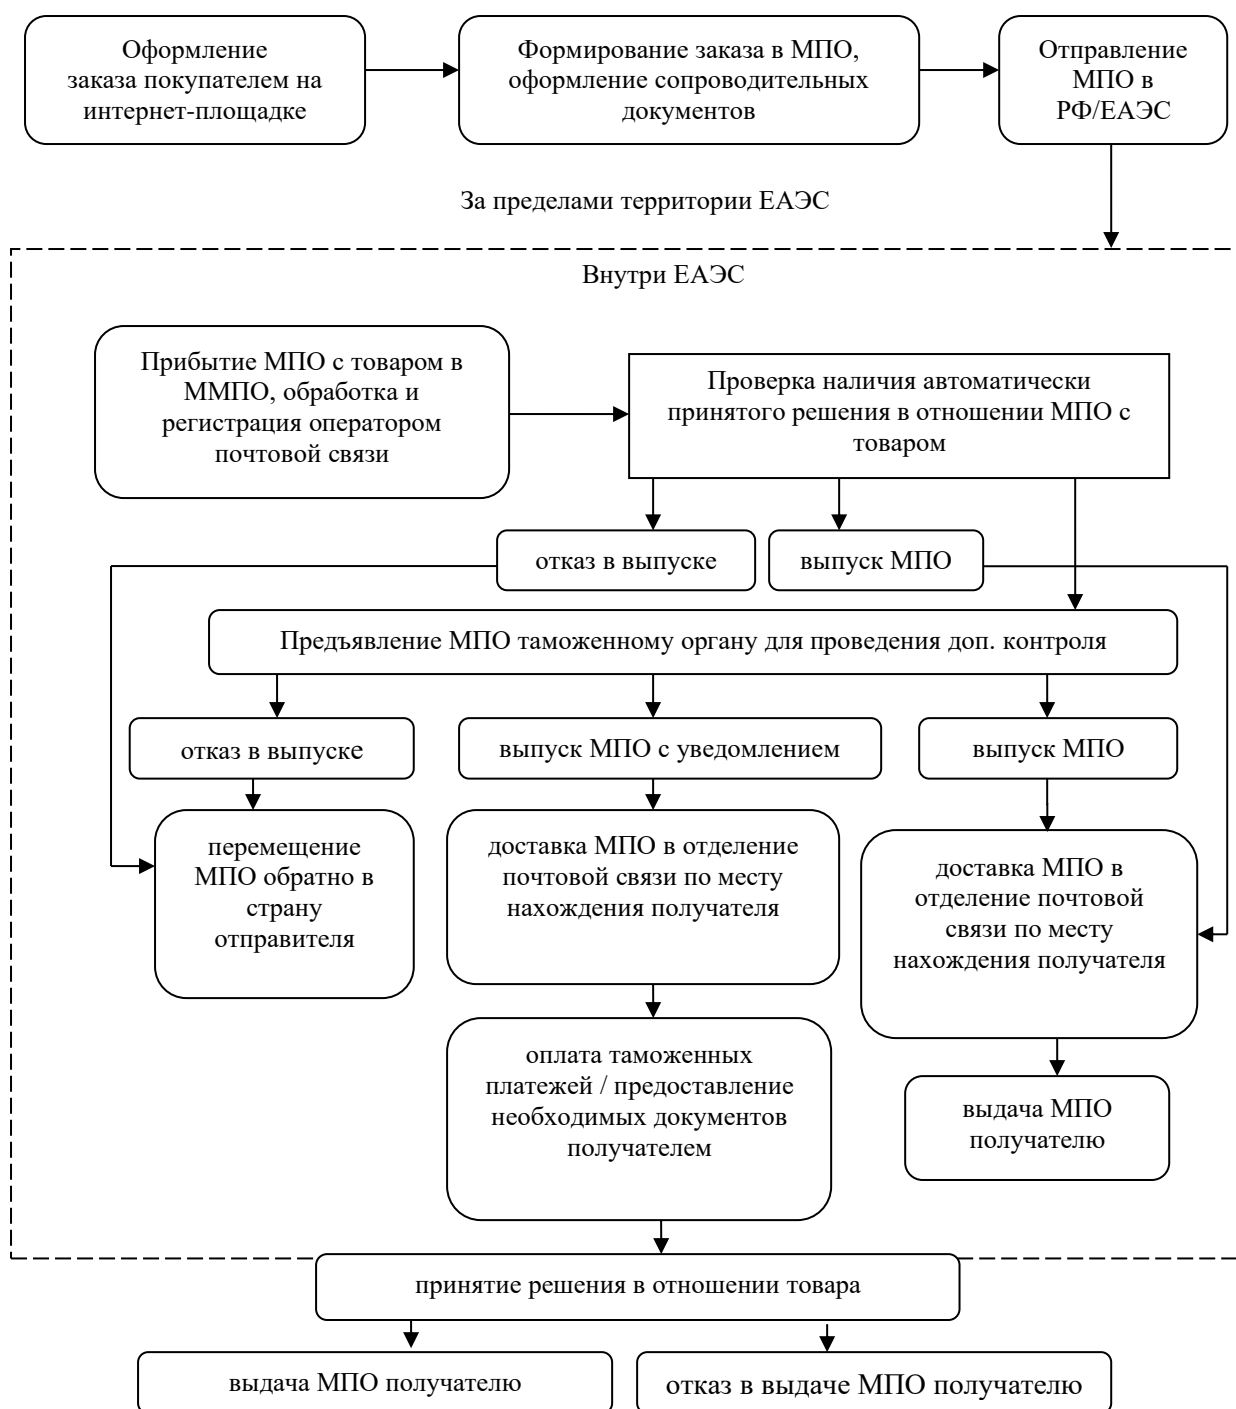 Оформление
заказа покупателем на
интернет-площадке
Формирование заказа в МПО,
оформление сопроводительных
документов
Отправление
МПО в
РФ/ЕАЭС
За пределами территории ЕАЭС
Внутри ЕАЭС
Прибытие МПО с товаром в
ММПО, обработка и
регистрация оператором
почтовой связи
Проверка наличия автоматически
принятого решения в отношении МПО с
товаром
отказ в выпуске
выпуск МПО
Предъявление МПО таможенному органу для проведения доп. контроля
отказ в выпуске
выпуск МПО с уведомлением
выпуск МПО
перемещение
МПО обратно в
страну
отправителя
доставка МПО в отделение
почтовой связи по месту
нахождения получателя
доставка МПО в
отделение почтовой
связи по месту
нахождения получателя
оплата таможенных
платежей / предоставление
необходимых документов
получателем
выдача МПО
получателю
принятие решения в отношении товара
выдача МПО получателю
отказ в выдаче МПО получателю